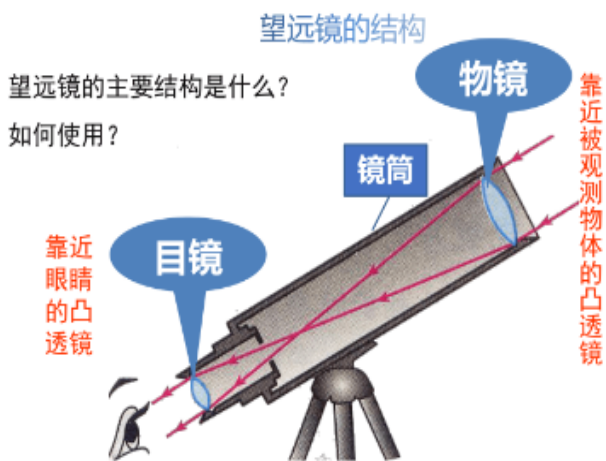 望远镜的结构
望远镜的主要结构是什么?
如何使用?
物镜
靠近被观测物体的凸透镜
镜筒
目镜
靠近
眼睛
的凸
透镜